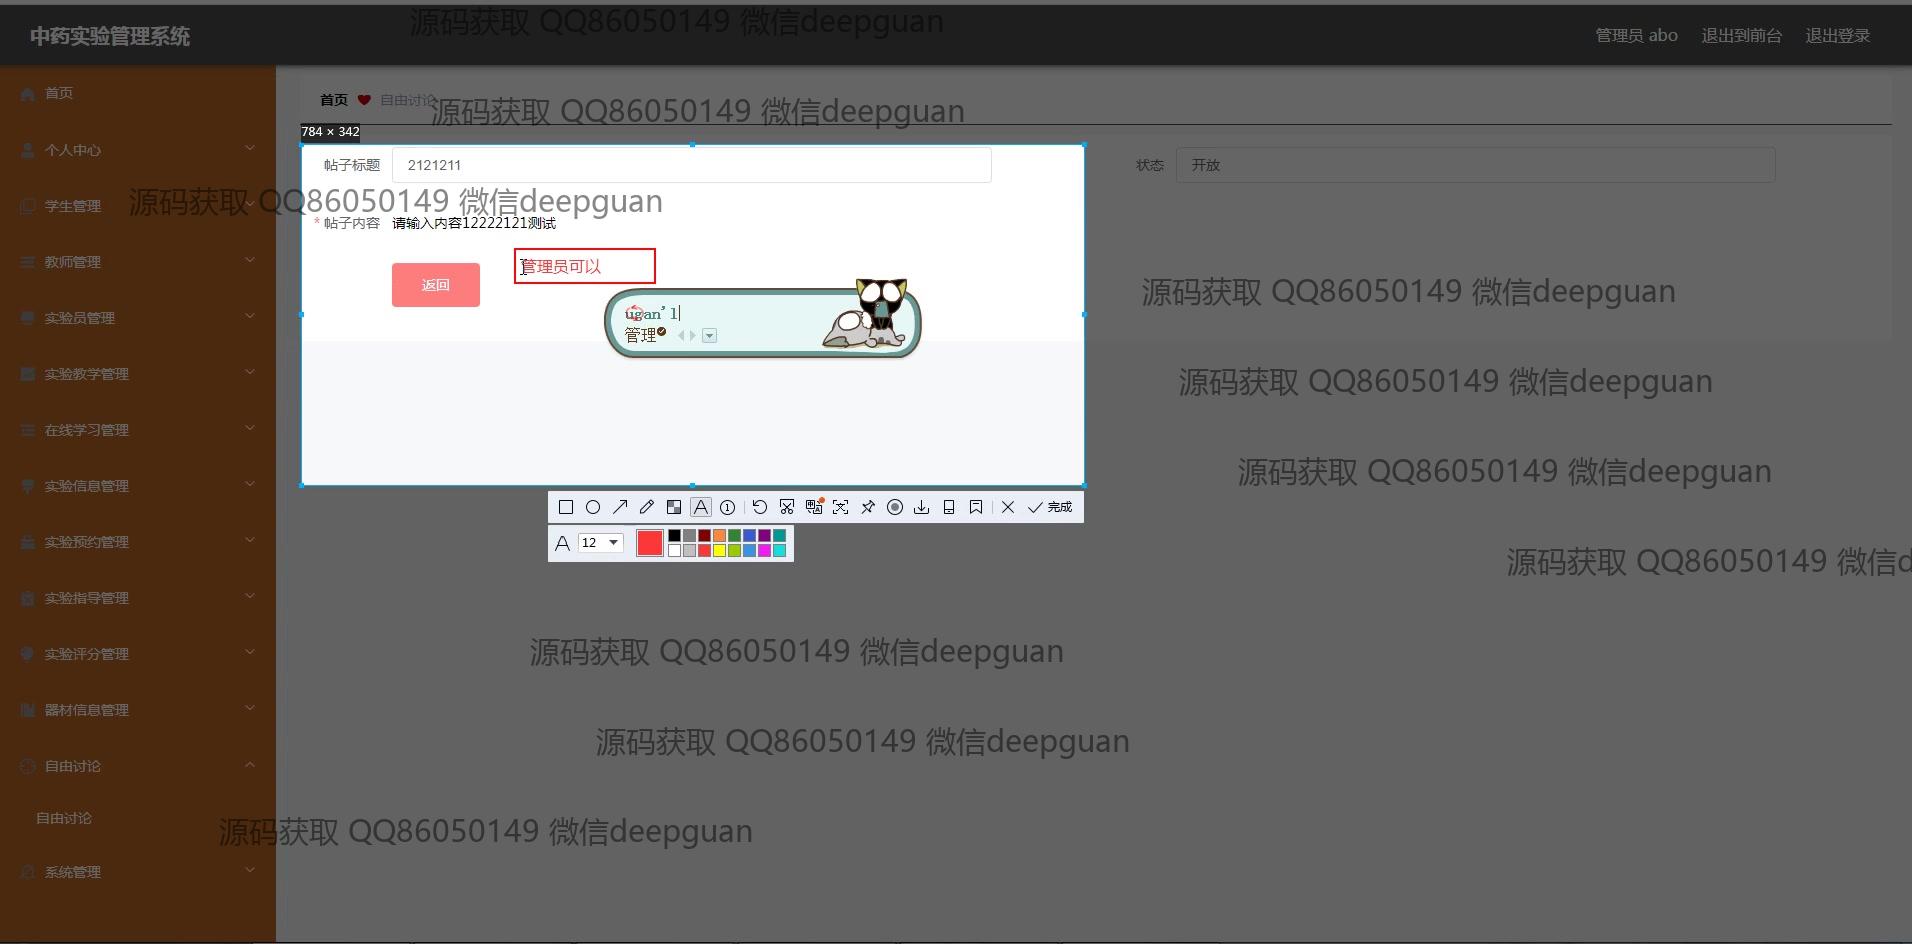 源码获取 QQ86050149 微信deepguan
中药实验管理系统
管理员 abo
退出到前台
退出登录
首页
首页
自由讨论
源码获取 QQ86050149 微信deepguan
784 × 342
个人中心
帖子标题
2121211
状态
开放
学生管理
源码获取 QQ86050149 微信deepguan
* 帖子内容
请输入内容12222121测试
教师管理
管理员可以
返回
源码获取 QQ86050149 微信deepguan
实验员管理
ugan'l
管理
实验教学管理
源码获取 QQ86050149 微信deepguan
在线学习管理
源码获取 QQ86050149 微信deepguan
实验信息管理
A
1
完成
实验预约管理
A
12
源码获取 QQ86050149 微信d
实验指导管理
实验评分管理
源码获取 QQ86050149 微信deepguan
器材信息管理
源码获取 QQ86050149 微信deepguan
自由讨论
自由讨论
源码获取 QQ86050149 微信deepguan
系统管理